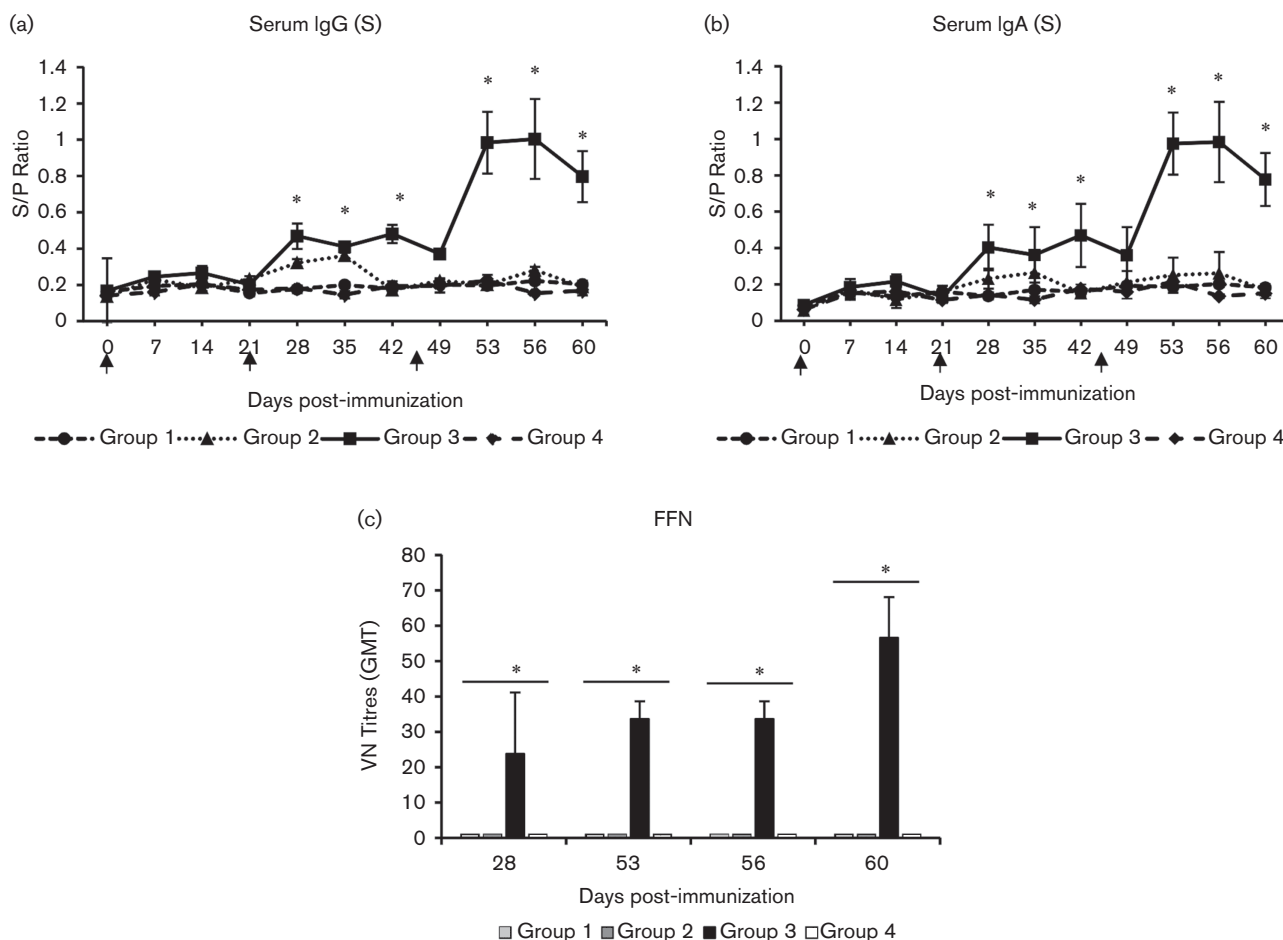 (a) Serum IgG (S)
1.4
1.2
1
0.8
0.6
0.4
0.2
0
S/P Ratio
* * * * * *
0 7 14 21 28 35 42 49 53 56 60
Days post-immunization
Group 1 Group 2 Group 3 Group 4
(b) Serum IgA (S)
1.4
1.2
1
0.8
0.6
0.4
0.2
0
S/P Ratio
* * * * * *
0 7 14 21 28 35 42 49 53 56 60
Days post-immunization
Group 1 Group 2 Group 3 Group 4
(c) FFN
80
70
60
50
40
30
20
10
0
VN Titres (GMT)
* * * *
28 53 56 60
Days post-immunization
Group 1 Group 2 Group 3 Group 4